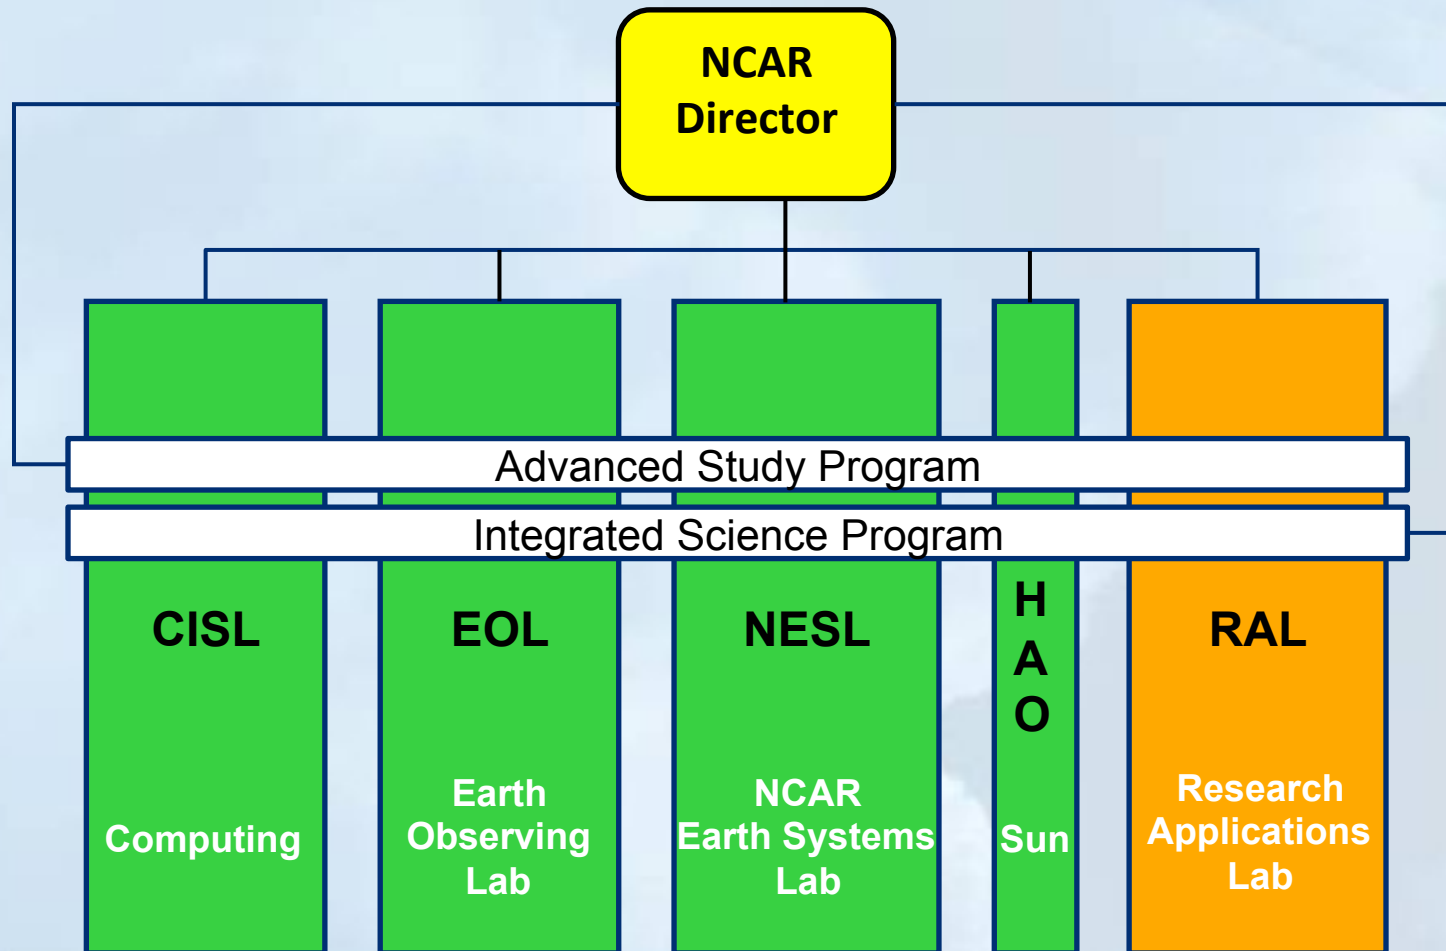 NCAR
Director
Advanced Study Program
Integrated Science Program
CISL
Computing
EOL
Earth
Observing
Lab
NESL
NCAR
Earth Systems
Lab
H
A
O
Sun
RAL
Research
Applications
Lab